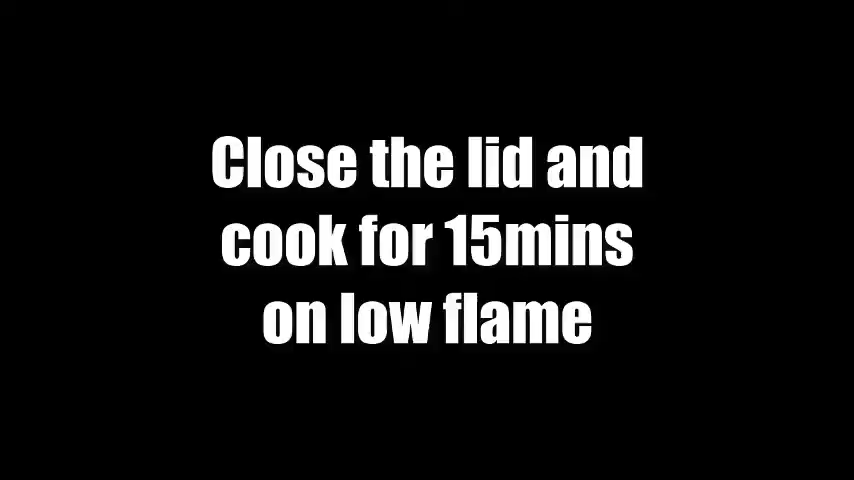 Close the lid and
cook for 15mins
on low flame